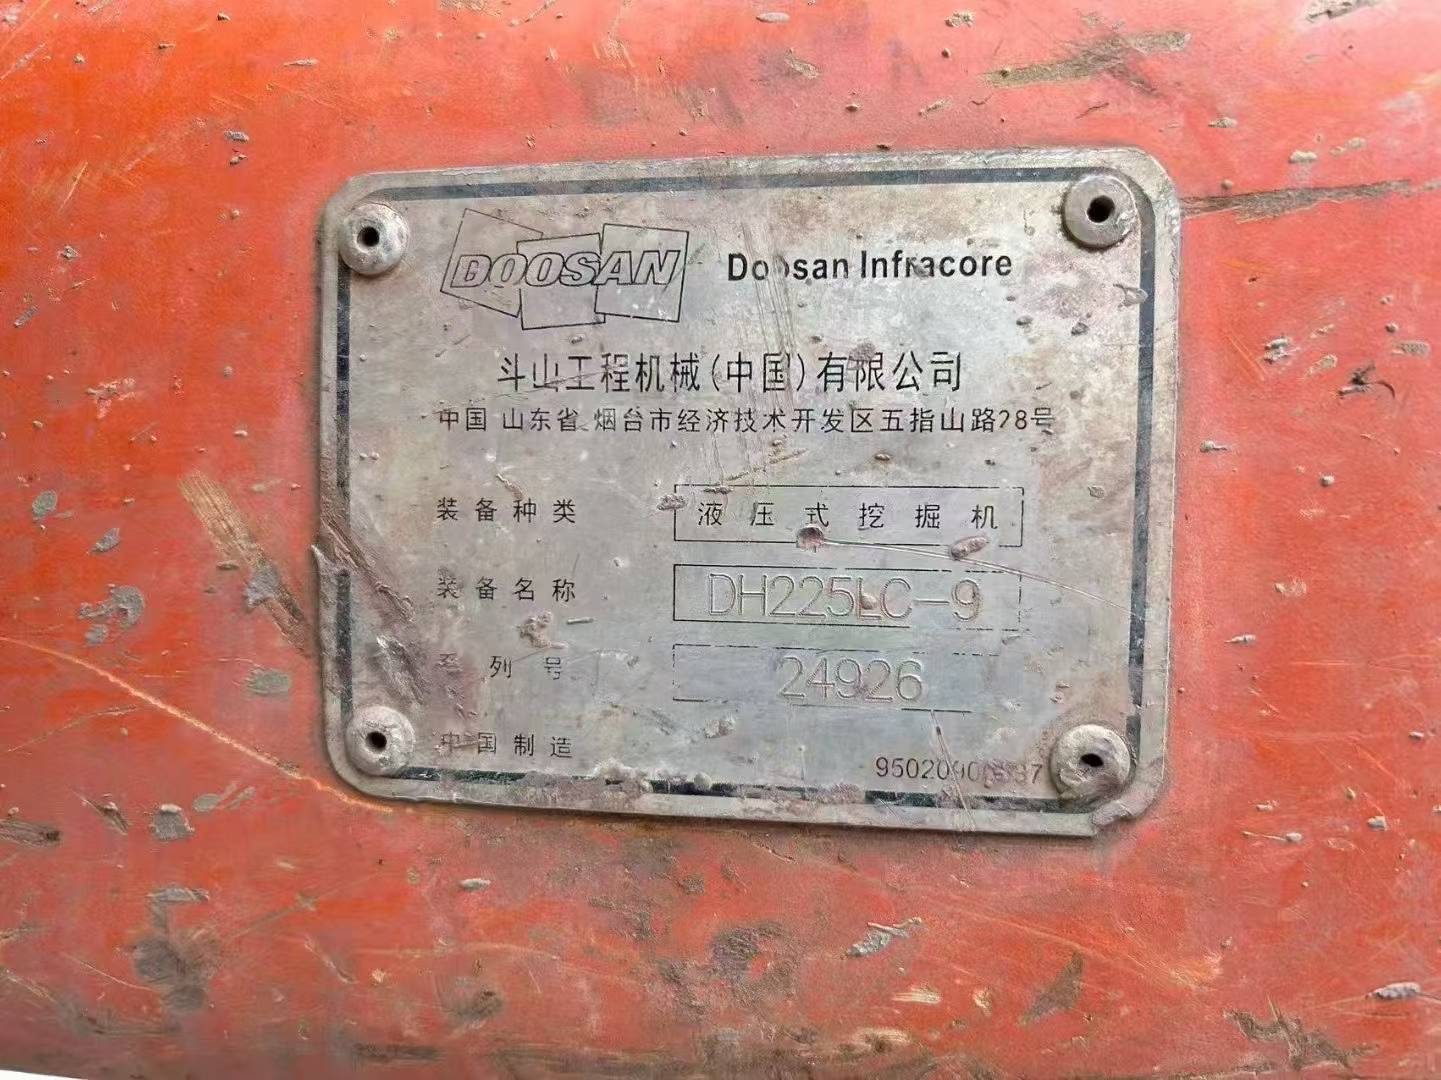 DOOSAN Doosan Infracore
斗山工程机械(中国)有限公司
中国 山东省 烟台市经济技术开发区五指山路28号
装备种类 液压式挖掘机
装备名称 DH225LC-9
系列号 24926
中国制造